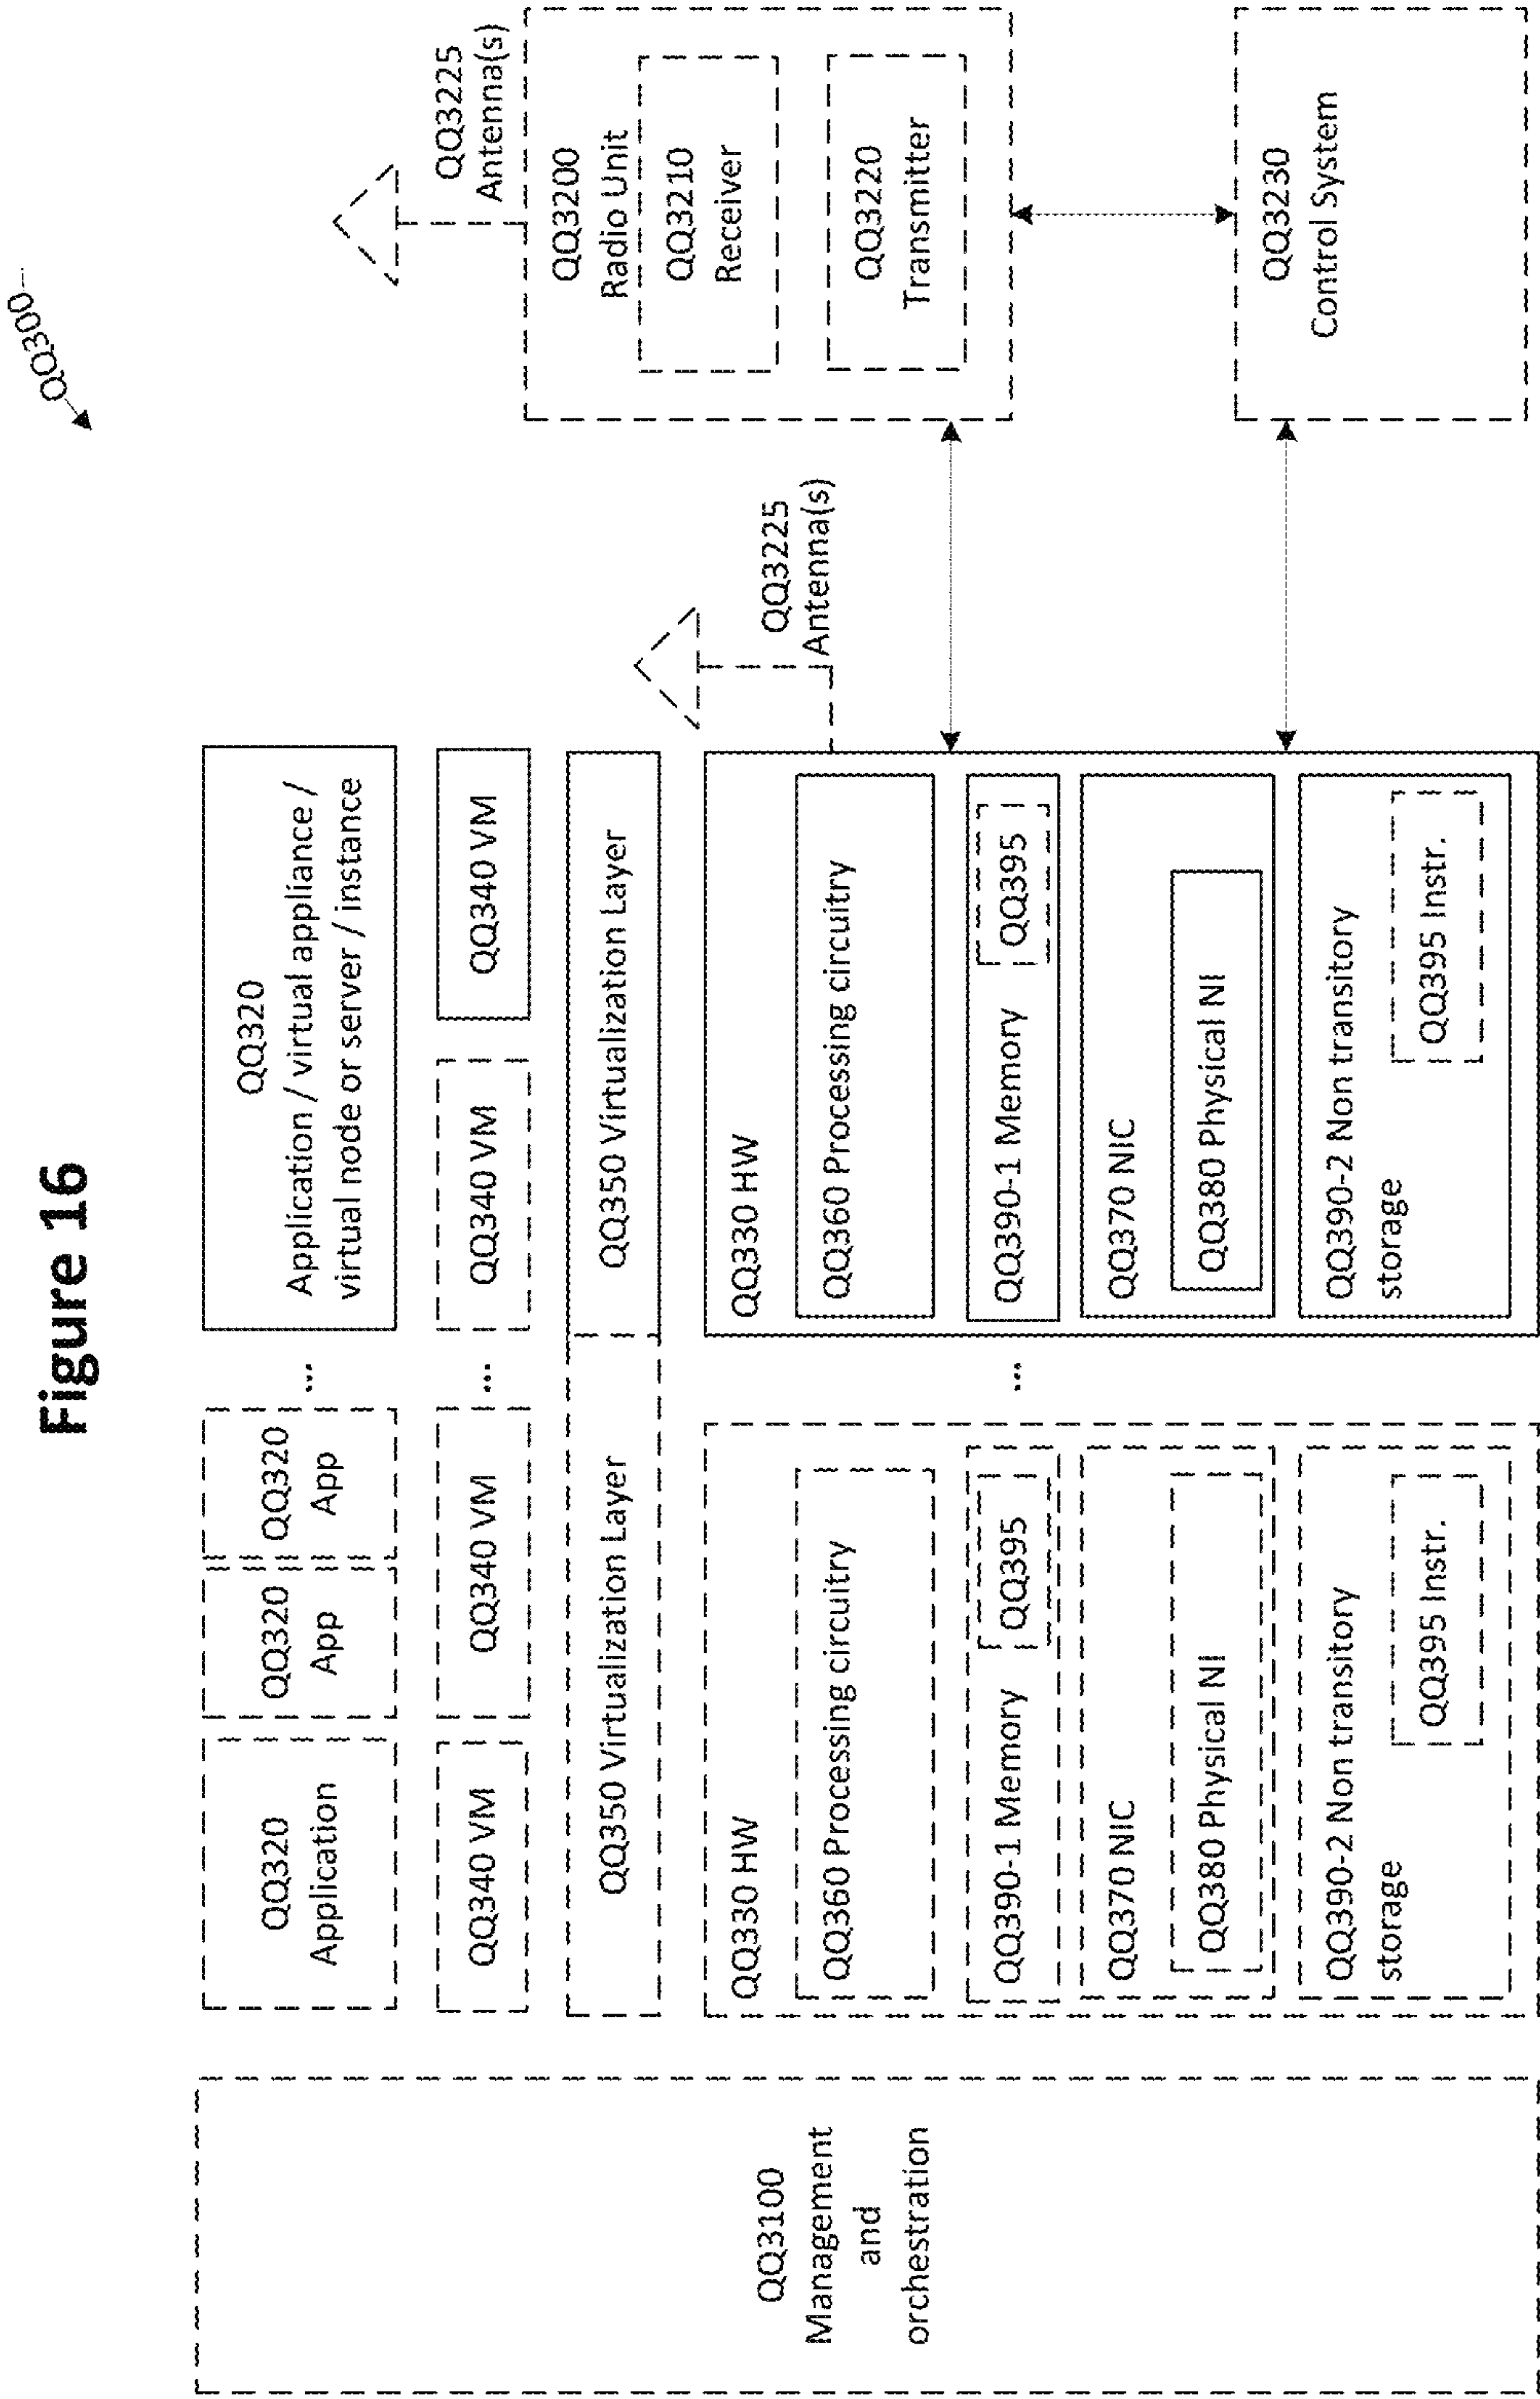 Figure 16
QQ300
QQ3100
Management
and
orchestration
QQ320
Application
QQ320
App
QQ320
App
...
QQ320
Application / virtual appliance /
virtual node or server / instance
QQ340 VM
QQ340 VM
...
QQ340 VM
QQ340 VM
QQ350 Virtualization Layer
QQ350 Virtualization Layer
QQ330 HW
QQ360 Processing circuitry
QQ390-1 Memory
QQ395
QQ370 NIC
QQ380 Physical NI
QQ390-2 Non transitory
storage
QQ395 Instr.
...
QQ330 HW
QQ360 Processing circuitry
QQ390-1 Memory
QQ395
QQ370 NIC
QQ380 Physical NI
QQ390-2 Non transitory
storage
QQ395 Instr.
QQ3225
Antenna(s)
QQ3225
Antenna(s)
QQ3200
Radio Unit
QQ3210
Receiver
QQ3220
Transmitter
QQ3230
Control System